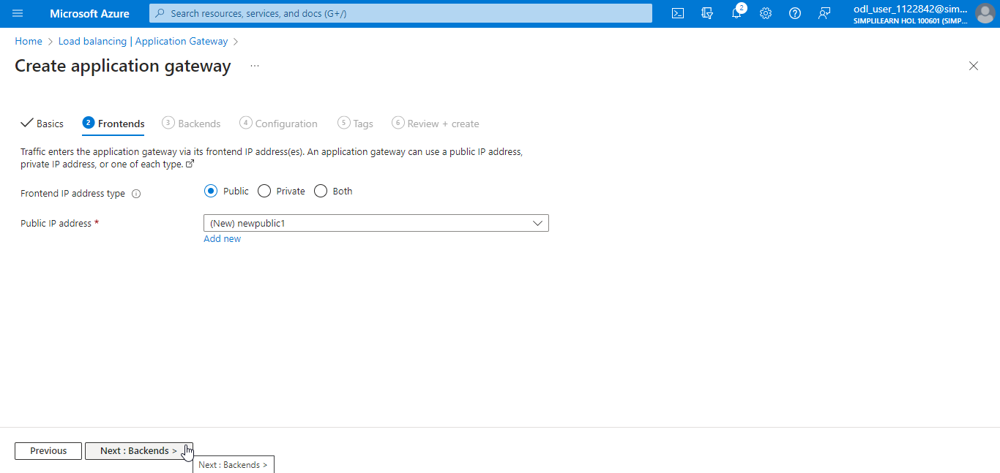 Microsoft Azure
Search resources, services, and docs (G+/)
2
odl_user_1122842@sim...
SIMPLILEARN HOL 100601 (SIMP...
Home > Load balancing | Application Gateway >
Create application gateway ...
Basics
2 Frontends
3 Backends
4 Configuration
5 Tags
6 Review + create
Traffic enters the application gateway via its frontend IP address(es). An application gateway can use a public IP address,
private IP address, or one of each type.
Frontend IP address type
Public Private Both
Public IP address *
(New) newpublic1
Add new
Previous
Next : Backends >
Next : Backends >